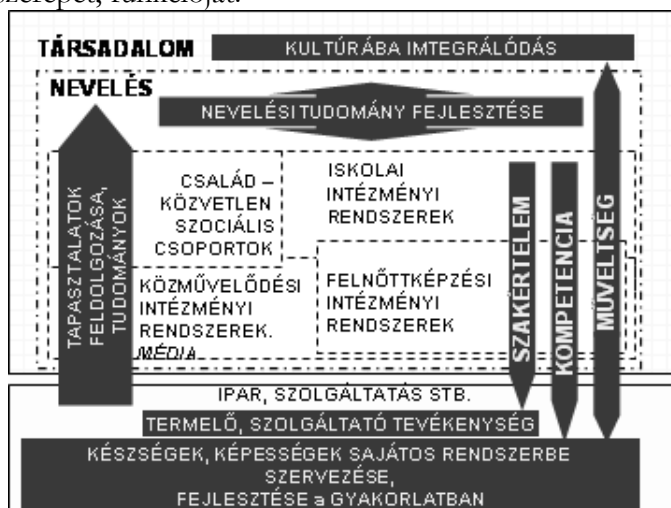 szerepét, funkcióját.
TÁRSADALOM
KULTÚRÁBA IMTEGRÁLÓDÁS
NEVELÉS
NEVELÉSI TUDOMÁNY FEJLESZTÉSE
TAPASZTALATOK
FELDOLGOZÁSA,
TUDOMÁNYOK
CSALÁD –
KÖZVETLEN
SZOCIÁLIS
CSOPORTOK
ISKOLAI
INTÉZMÉNYI
RENDSZEREK
KÖZMŰVELŐDÉSI
INTÉZMÉNYI
RENDSZEREK.
MÉDIA
FELNŐTTKÉPZÉSI
INTÉZMÉNYI
RENDSZEREK
SZAKÉRTELEM
KOMPETENCIA
MŰVELTSÉG
IPAR, SZOLGÁLTATÁS STB.
TERMELŐ, SZOLGÁLTATÓ TEVÉKENYSÉG
KÉSZSÉGEK, KÉPESSÉGEK SAJÁTOS RENDSZERBE
SZERVEZÉSE,
FEJLESZTÉSE a GYAKORLATBAN